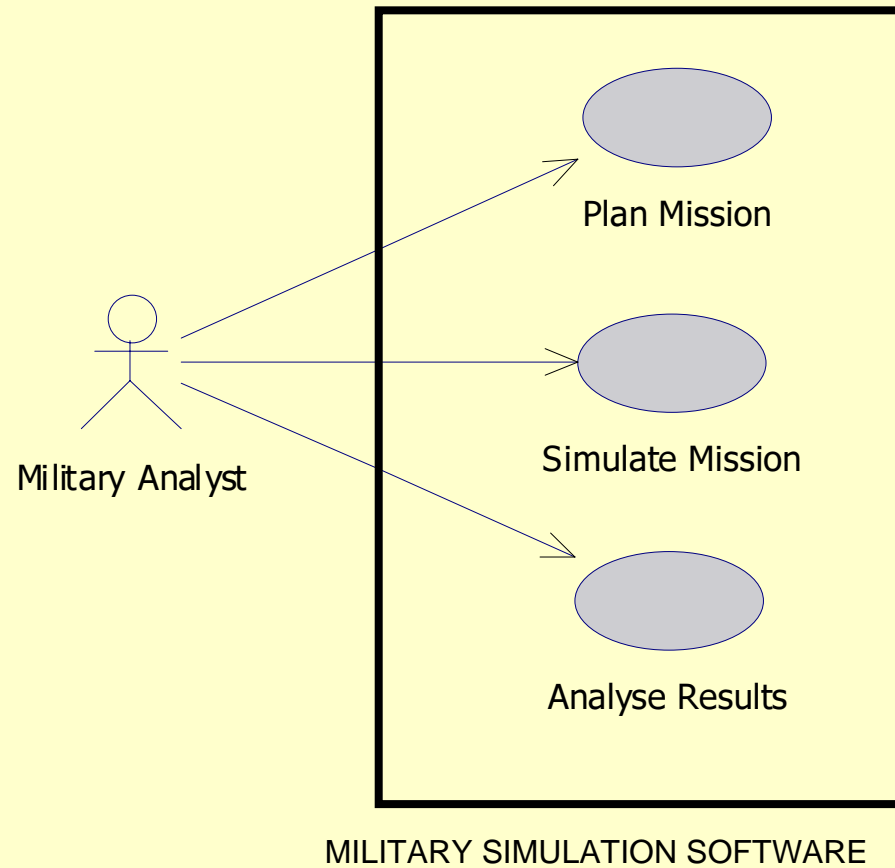 Plan Mission
Simulate Mission
Military Analyst
Analyse Results
MILITARY SIMULATION SOFTWARE